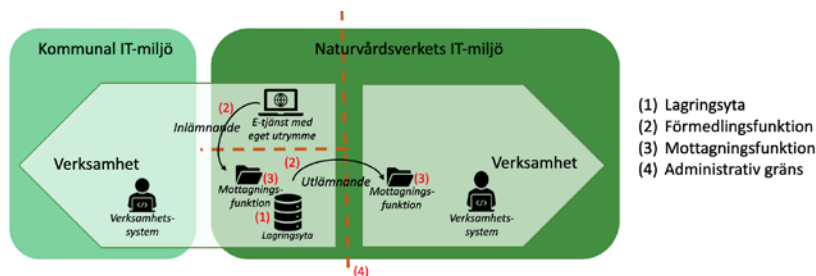 Kommunal IT-miljö
Naturvårdsverkets IT-miljö
(2)
E-tjänst med
eget utrymme
Inlämnande
Verksamhet
(2)
(3)
Mottagnings-
funktion
Utlämnande
(3)
Mottagnings-
funktion
Verksamhet
(1)
Lagringsyta
Verksamhets-
system
Verksamhets-
system
(4)
(1) Lagringsyta
(2) Förmedlingsfunktion
(3) Mottagningsfunktion
(4) Administrativ gräns